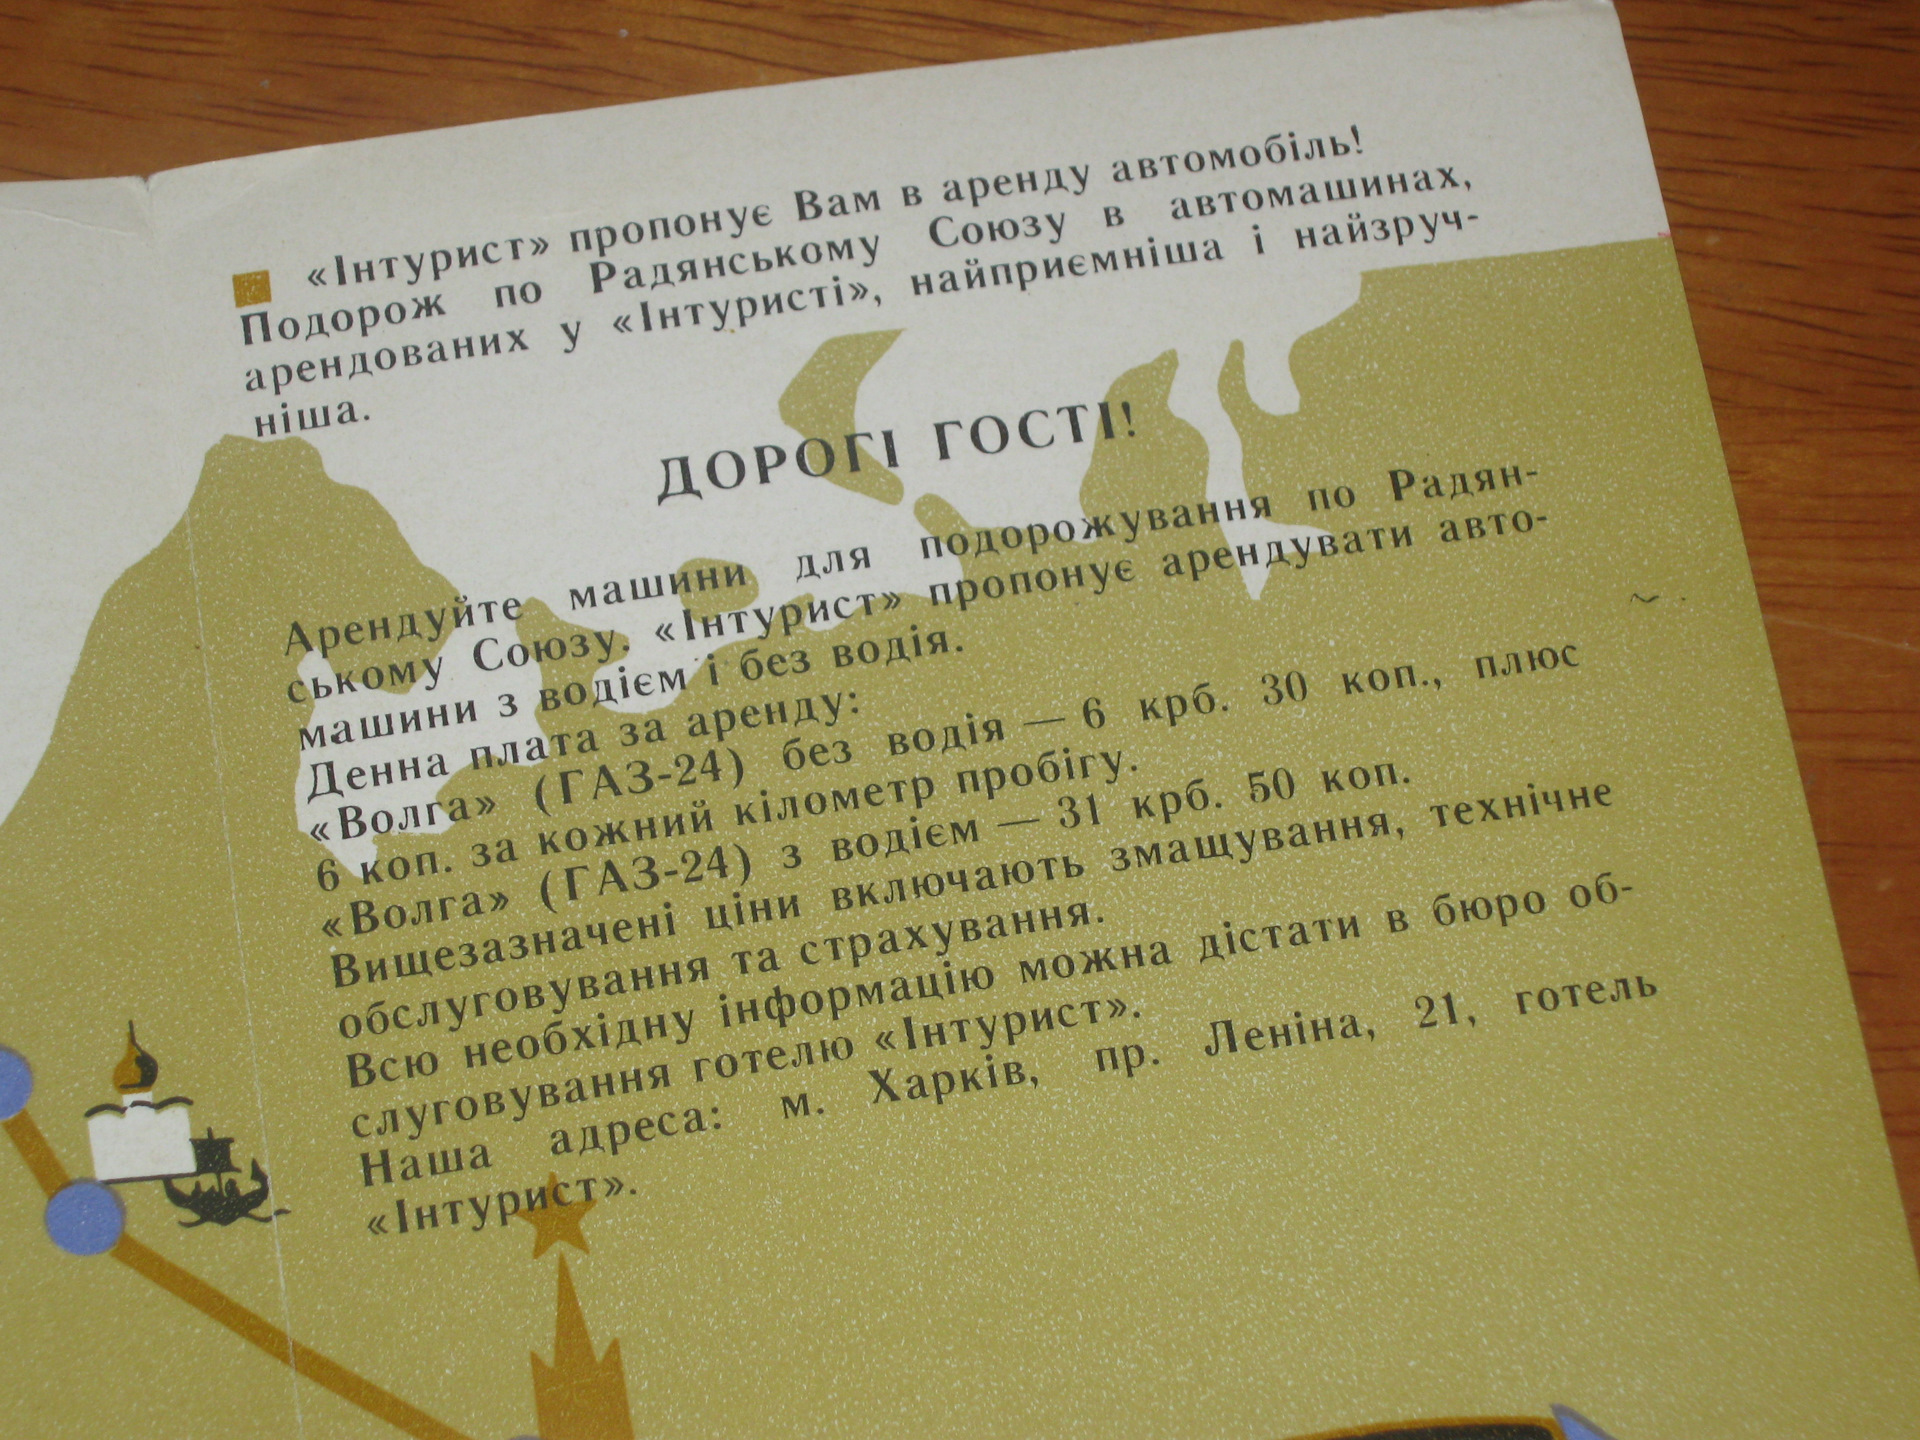 «Інтурист» пропонує Вам в аренду автомобіль!
Подорож по Радянському Союзу в автомашинах,
арендованих у «Інтуристі», найприємніша і найзруч-
ніша.
ДОРОГІ ГОСТІ!
Арендуйте машини для подорожування по Радян-
ському Союзу. «Інтурист» пропонує арендувати авто-
машини з водієм і без водія.
Денна плата за аренду:
«Волга» (ГАЗ-24) без водія — 6 крб. 30 коп., плюс
6 коп. за кожний кілометр пробігу.
«Волга» (ГАЗ-24) з водієм — 31 крб. 50 коп.
Вищезазначені ціни включають змащування, технічне
обслуговування та страхування.
Всю необхідну інформацію можна дістати в бюро об-
слуговування готелю «Інтурист».
Наша адреса: м. Харків, пр. Леніна, 21, готель
«Інтурист».